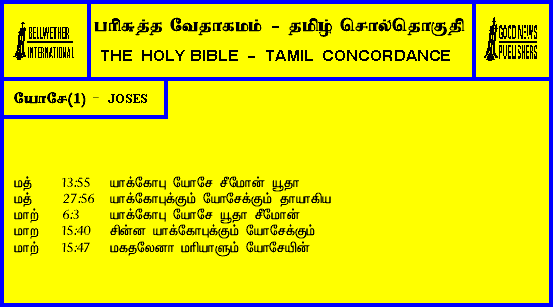 BELLWETHER
INTERNATIONAL
பரிசுத்த வேதாகமம் - தமிழ் சொல்தொகுதி
THE HOLY BIBLE - TAMIL CONCORDANCE
GOOD NEWS
PUBLISHERS
யோசே(1) - JOSES
மத் 13:55 யாக்கோபு யோசே சீமோன் யூதா
மத் 27:56 யாக்கோபுக்கும் யோசேக்கும் தாயாகிய
மாற் 6:3 யாக்கோபு யோசே யூதா சீமோன்
மாற 15:40 சின்ன யாக்கோபுக்கும் யோசேக்கும்
மாற் 15:47 மகதலேனா மரியாளும் யோசேயின்